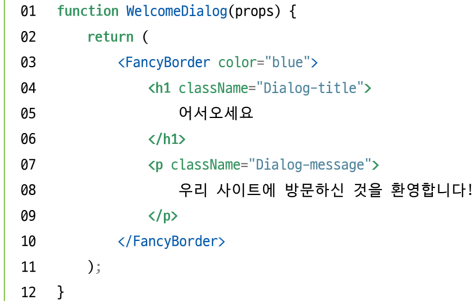 01 function WelcomeDialog(props) {
02     return (
03         <FancyBorder color="blue">
04             <h1 className="Dialog-title">
05                 어서오세요
06             </h1>
07             <p className="Dialog-message">
08                 우리 사이트에 방문하신 것을 환영합니다!
09             </p>
10         </FancyBorder>
11     );
12 }